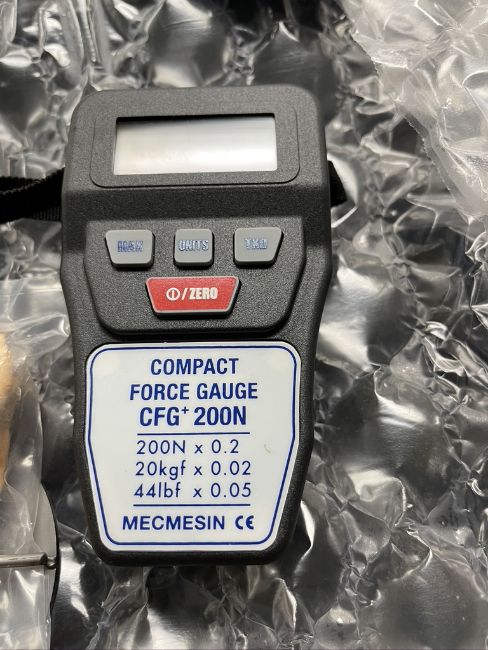 MAX UNITS TXD
⏼/ZERO
COMPACT
FORCE GAUGE
CFG+ 200N
200N x 0.2
20kgf x 0.02
44lbf x 0.05
MECMESIN CE